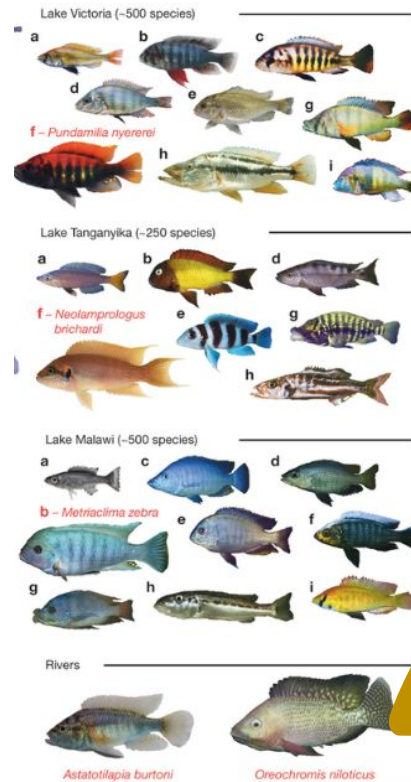 Lake Victoria (~500 species)
a b c
d e
g
f – Pundamilia nyererei
h
i
Lake Tanganyika (~250 species)
a b d
f – Neolamprologus
brichardi
e g
h
Lake Malawi (~500 species)
a c d
b – Metriaclima zebra
e f
g h i
Rivers
Astatotilapia burtoni Oreochromis niloticus